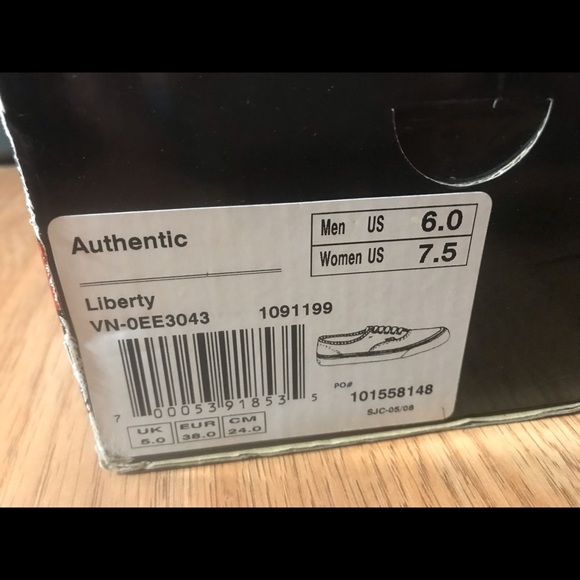 Authentic
Men US 6.0
Women US 7.5
Liberty
VN-0EE3043 1091199
7 00053 91853 5
PO# 101558148
SJC-05/08
UK EUR CM
5.0 38.0 24.0